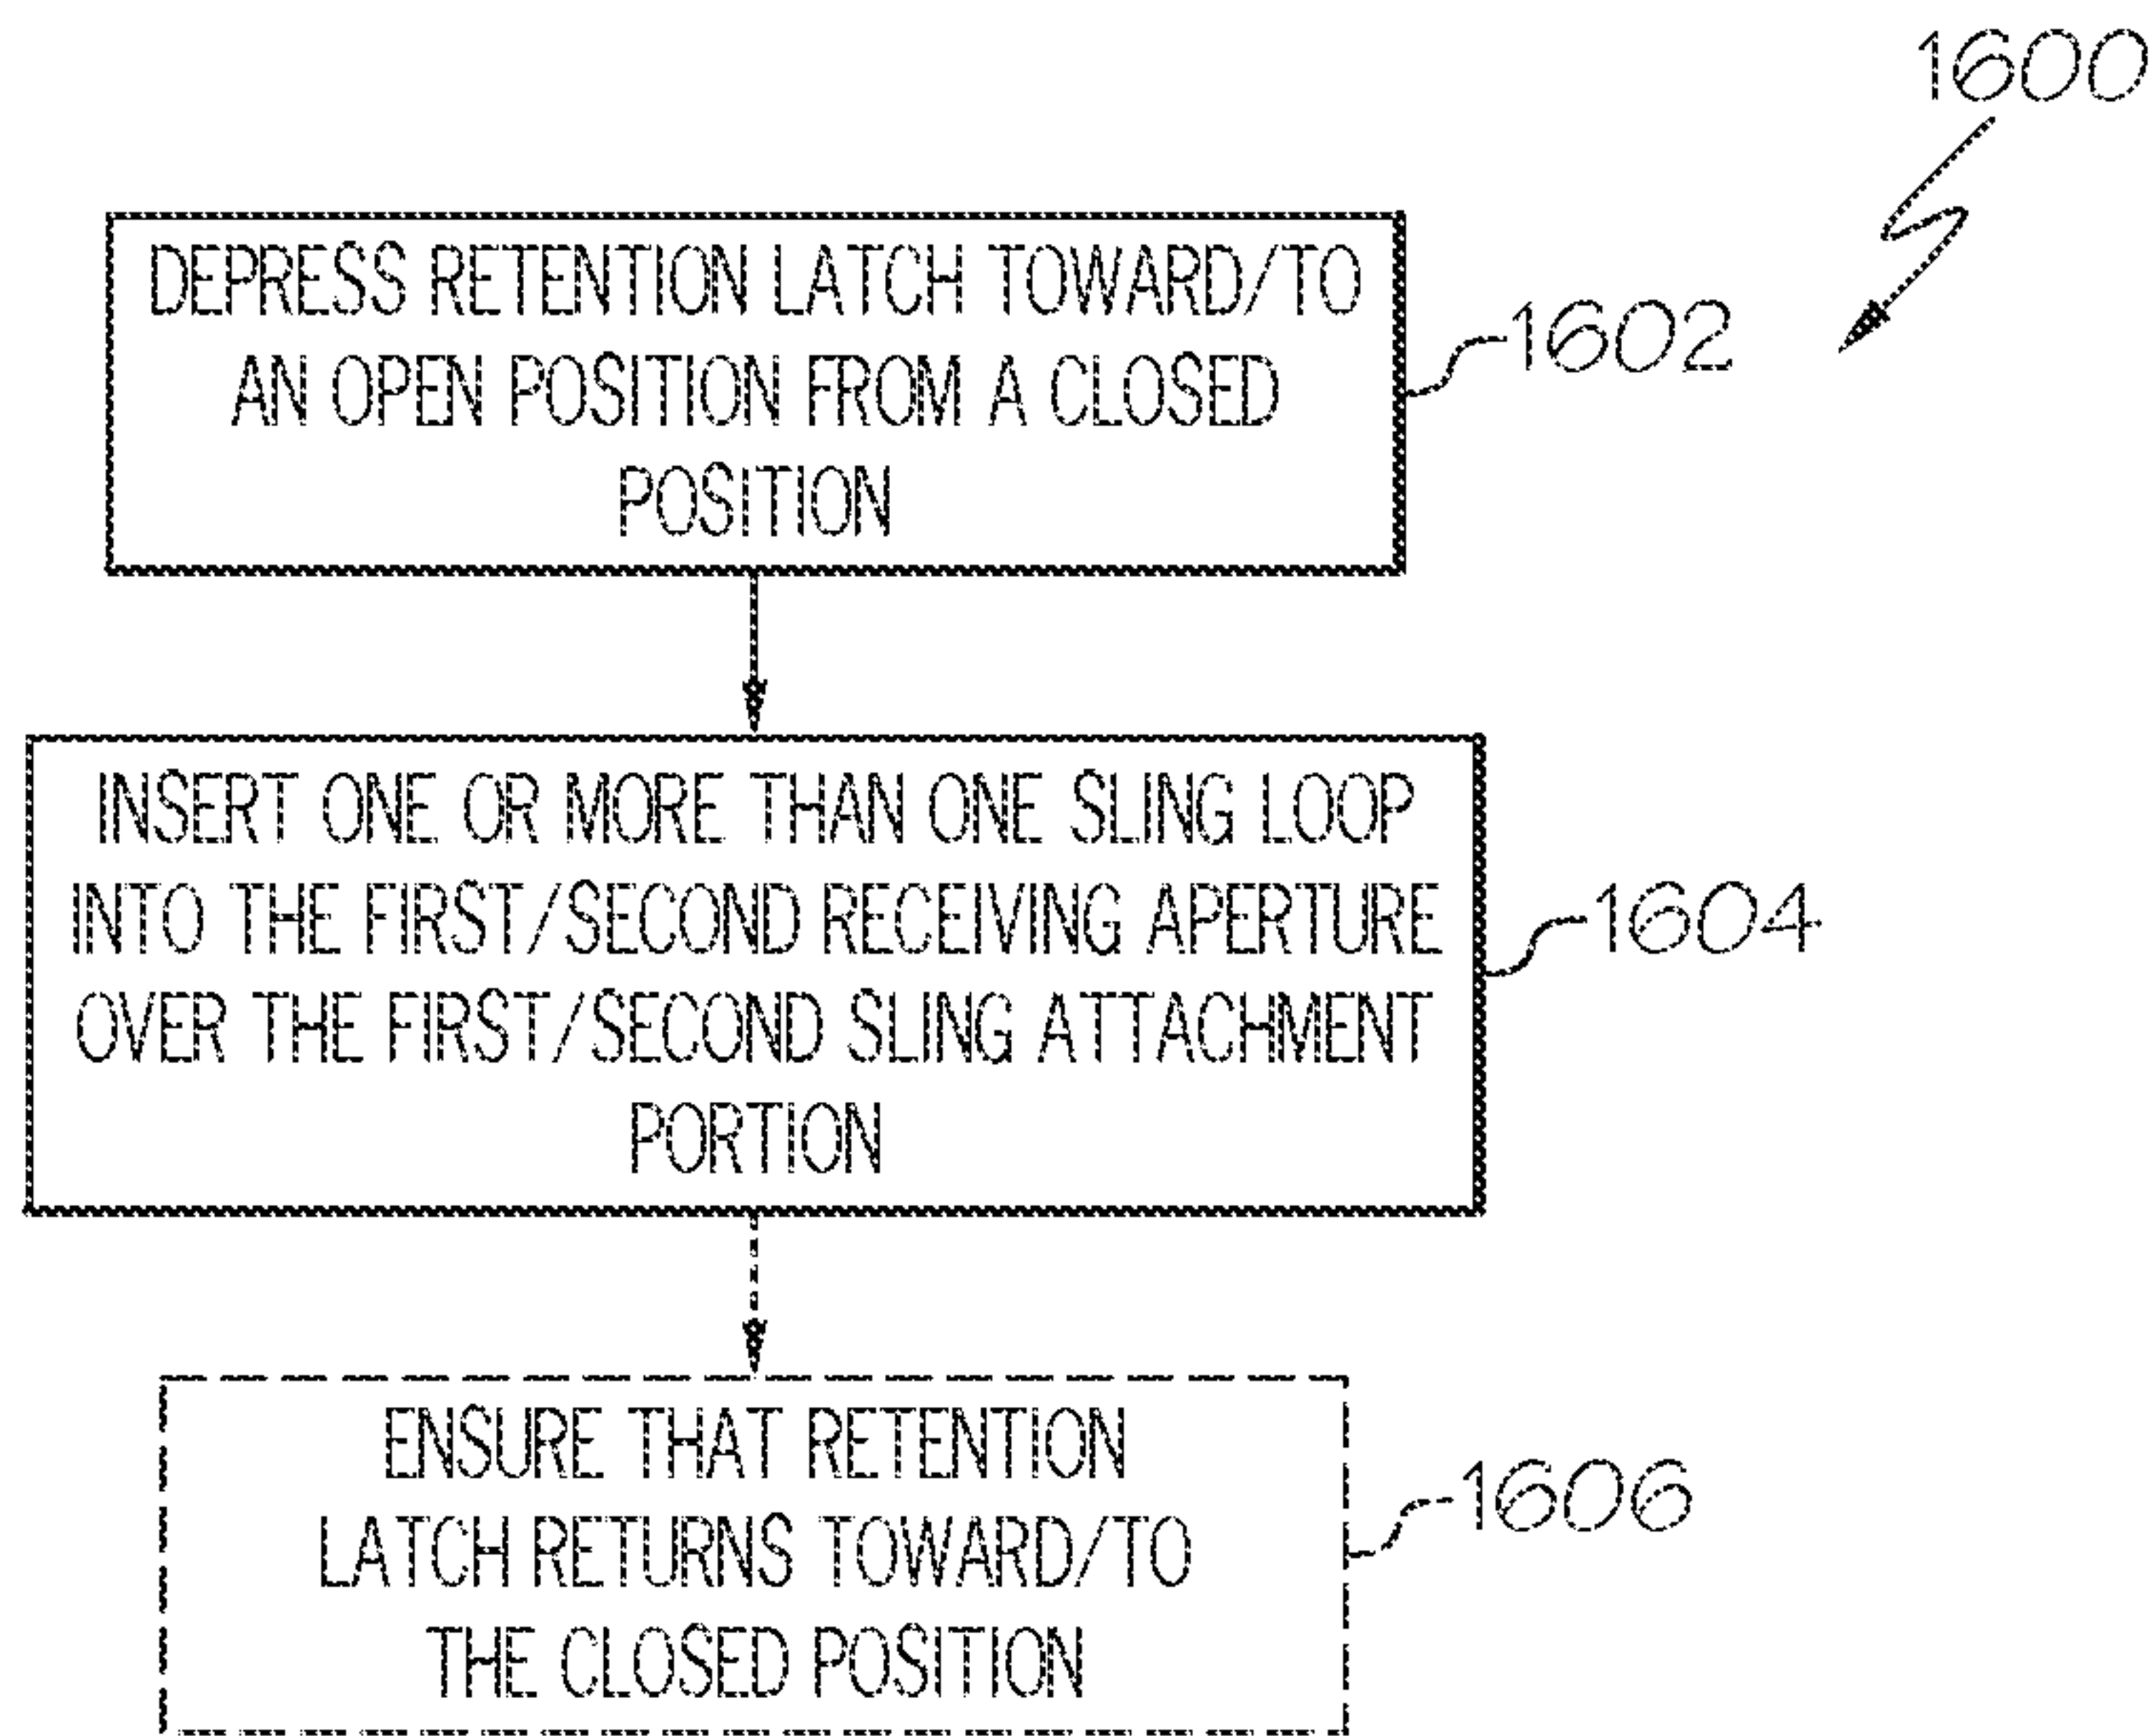 1600
DEPRESS RETENTION LATCH TOWARD/TO
AN OPEN POSITION FROM A CLOSED
POSITION
1602
INSERT ONE OR MORE THAN ONE SLING LOOP
INTO THE FIRST/SECOND RECEIVING APERTURE
OVER THE FIRST/SECOND SLING ATTACHMENT
PORTION
1604
ENSURE THAT RETENTION
LATCH RETURNS TOWARD/TO
THE CLOSED POSITION
1606